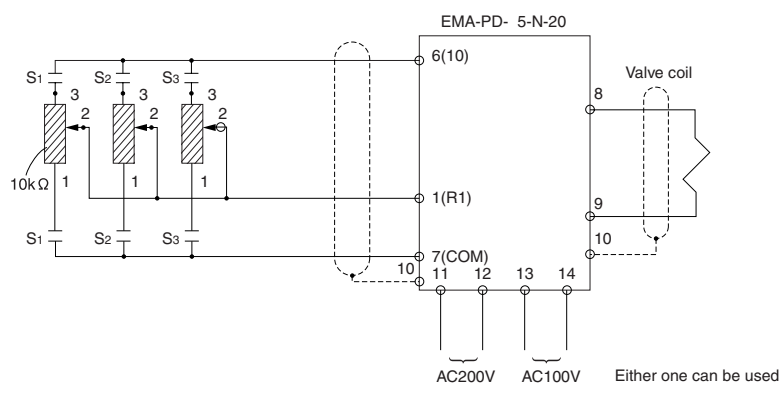 EMA-PD- 5-N-20
6(10)
S1 S2 S3
3 3 3
2 2 2
10kΩ
1 1 1
1(R1)
S1 S2 S3
7(COM)
10
11 12 13 14
8
Valve coil
9
10
AC200V AC100V Either one can be used